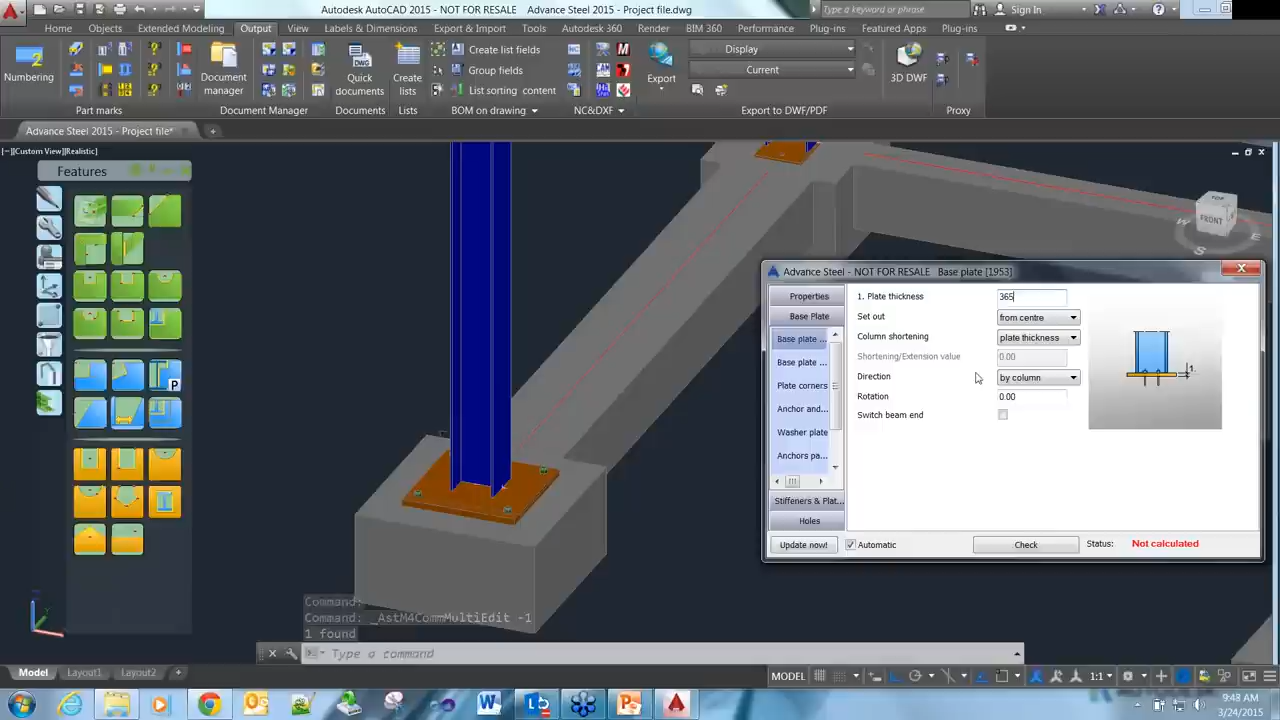 Autodesk AutoCAD 2015 - NOT FOR RESALE   Advance Steel - Project file.dwg
Type a keyword or phrase
Sign In
Home
Objects
Extended Modeling
Output
View
Labels & Dimensions
Export & Import
Tools
Autodesk 360
Render
BIM 360
Performance
Plug-ins
Featured Apps
Plug-ins
Create list fields
Display
Group fields
Current
Numbering
Document manager
Quick documents
Create lists
List sorting content
Export
3D DWF
Part marks
Document Manager
Documents
Lists
BOM on drawing
NC&DXF
Export to DWF/PDF
Proxy
Advance Steel 2015 - Project file*
[−][Custom View][Realistic]
Features
P
FRONT
W
S
E
Advance Steel - NOT FOR RESALE   Base plate [1953]
Properties
1. Plate thickness
365
Base Plate
Set out
from centre
Base plate ...
Column shortening
plate thickness
Base plate ...
Shortening/Extension value
0.00
Plate corners
Direction
by column
Anchor and...
Rotation
0.00
Switch beam end
Washer plate
Anchors pa...
1.
Stiffeners & Plat...
Holes
Update now!
Automatic
Check
Status:
Not calculated
Command:
Command: _AstM4CommMultiEdit -1
1 found
Type a command
Model
Layout1
Layout2
MODEL
1:1
9:43 AM
3/24/2015